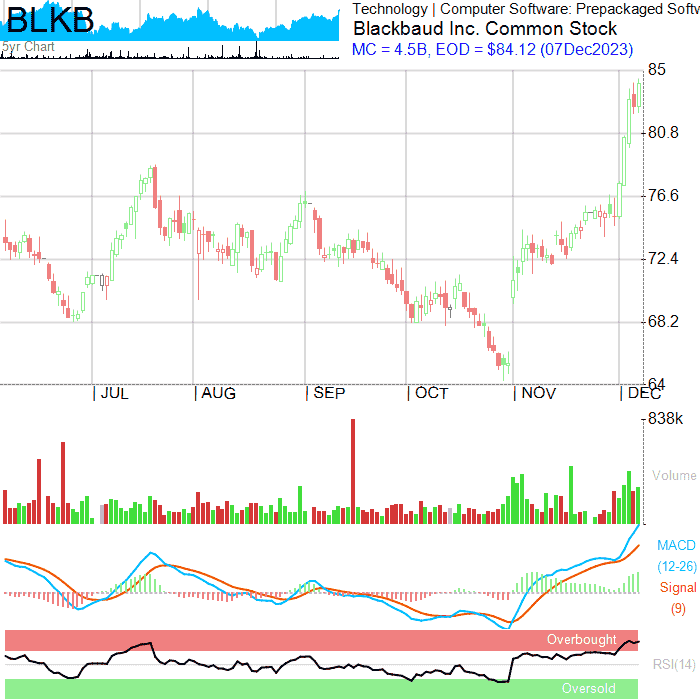 BLKB
5yr Chart
Technology | Computer Software: Prepackaged Softw
Blackbaud Inc. Common Stock
MC = 4.5B, EOD = $84.12 (07Dec2023)
85
80.8
76.6
72.4
68.2
64
| JUL | AUG | SEP | OCT | NOV | DEC
838k
Volume
MACD
(12-26)
Signal
(9)
Overbought
RSI(14)
Oversold